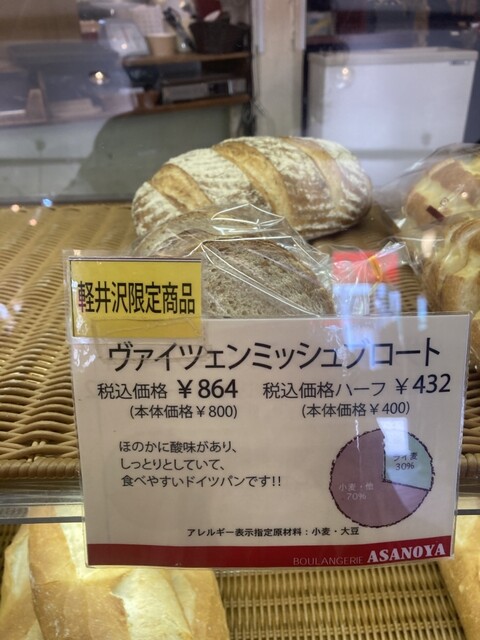 軽井沢限定商品
ヴァイツェンミッシュブロート
税込価格 ￥864 税込価格ハーフ ￥432
(本体価格￥800) (本体価格￥400)
ほのかに酸味があり、
しっとりとしていて、
食べやすいドイツパンです!!
ライ麦
30%
小麦・他
70%
アレルギー表示指定原材料：小麦・大豆
BOULANGERIE ASANOYA